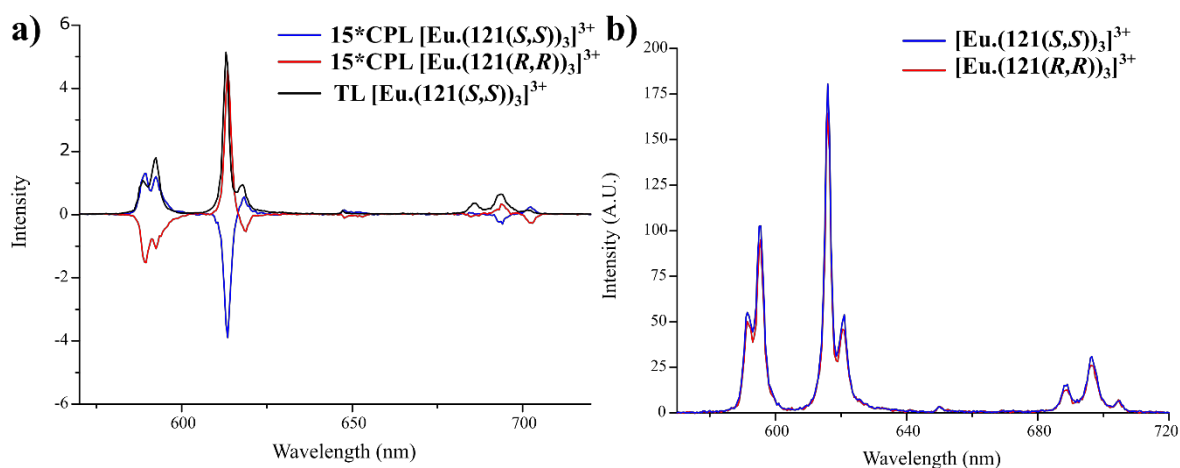 a)
15*CPL [Eu.(121(S,S))₃]³⁺
15*CPL [Eu.(121(R,R))₃]³⁺
TL [Eu.(121(S,S))₃]³⁺
6
4
2
0
-2
-4
-6
Intensity
600
650
700
Wavelength (nm)
b)
[Eu.(121(S,S))₃]³⁺
[Eu.(121(R,R))₃]³⁺
200
175
150
125
100
75
50
25
0
Intensity (A.U.)
600
640
680
720
Wavelength (nm)